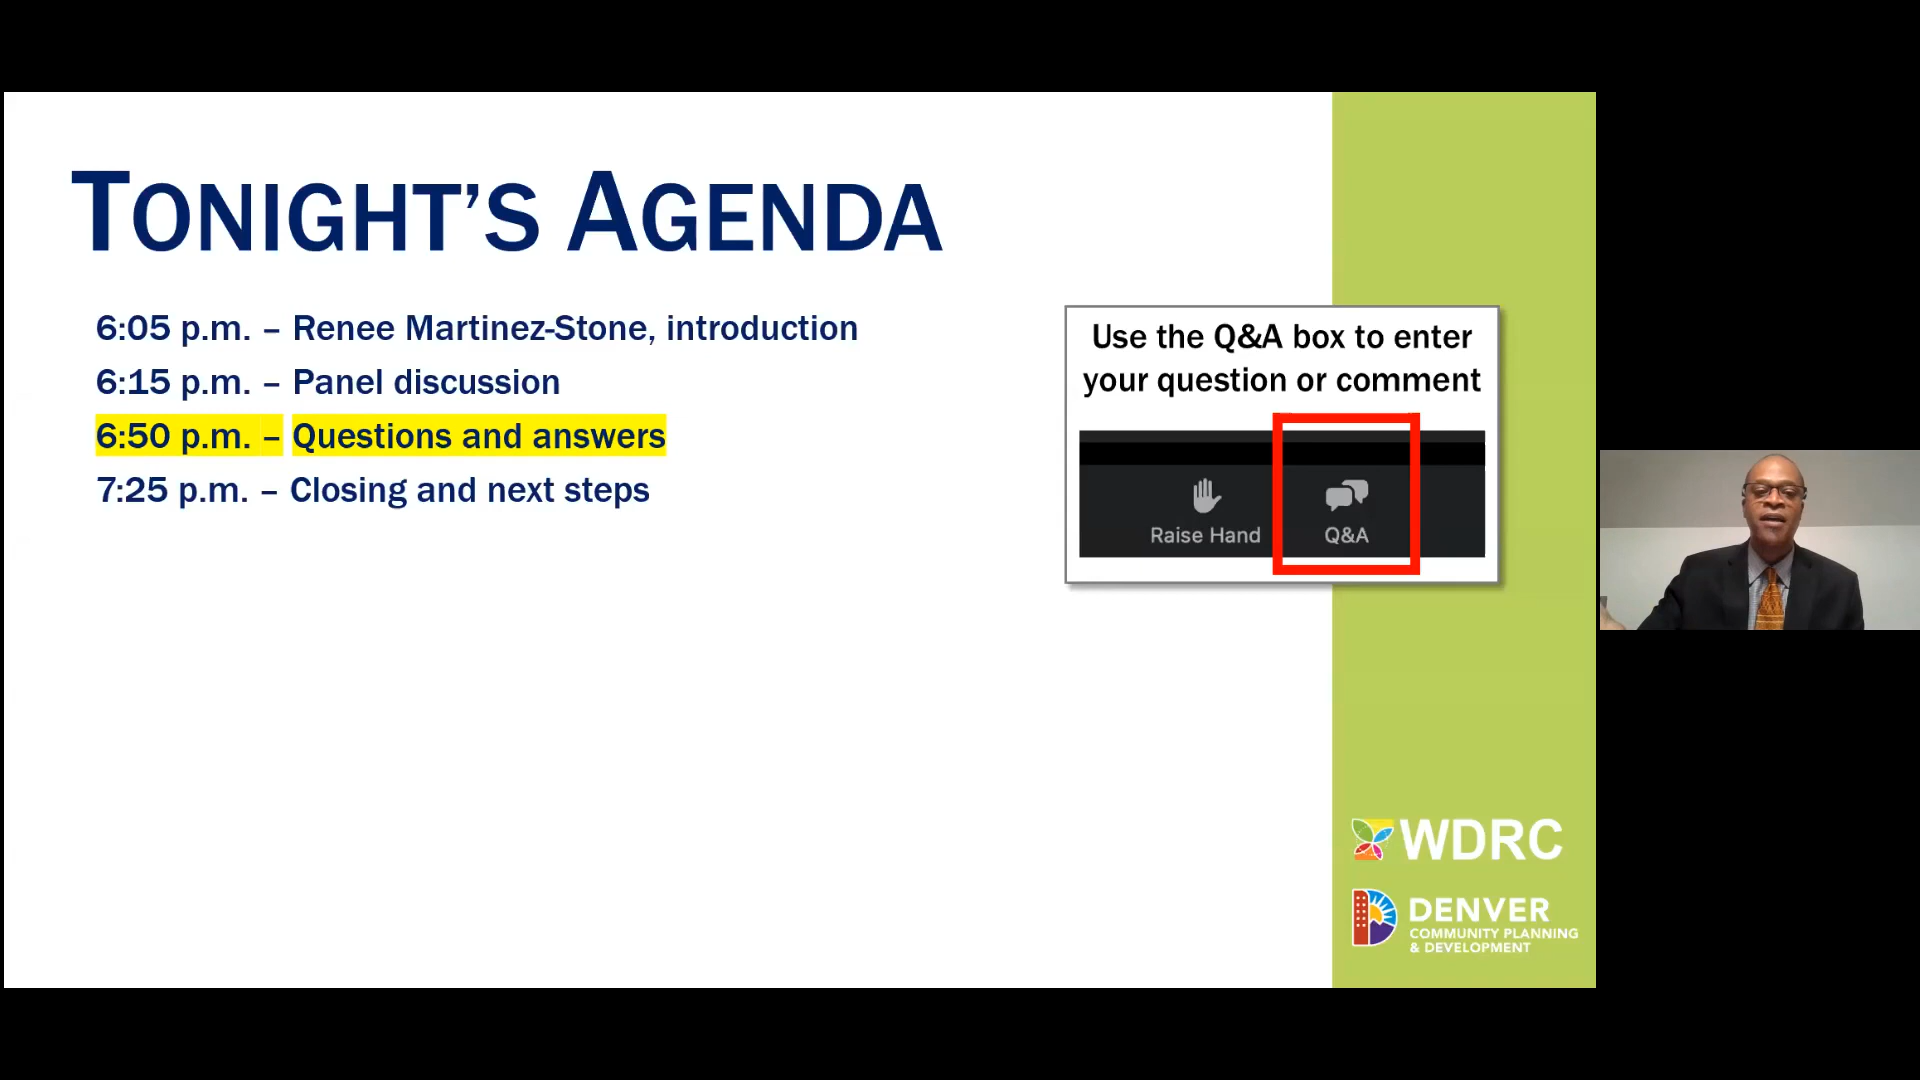 TONIGHT'S AGENDA
6:05 p.m. – Renee Martinez-Stone, introduction
6:15 p.m. – Panel discussion
6:50 p.m. – Questions and answers
7:25 p.m. – Closing and next steps
Use the Q&A box to enter
your question or comment
Raise Hand
Q&A
WDRC
DENVER
COMMUNITY PLANNING
& DEVELOPMENT